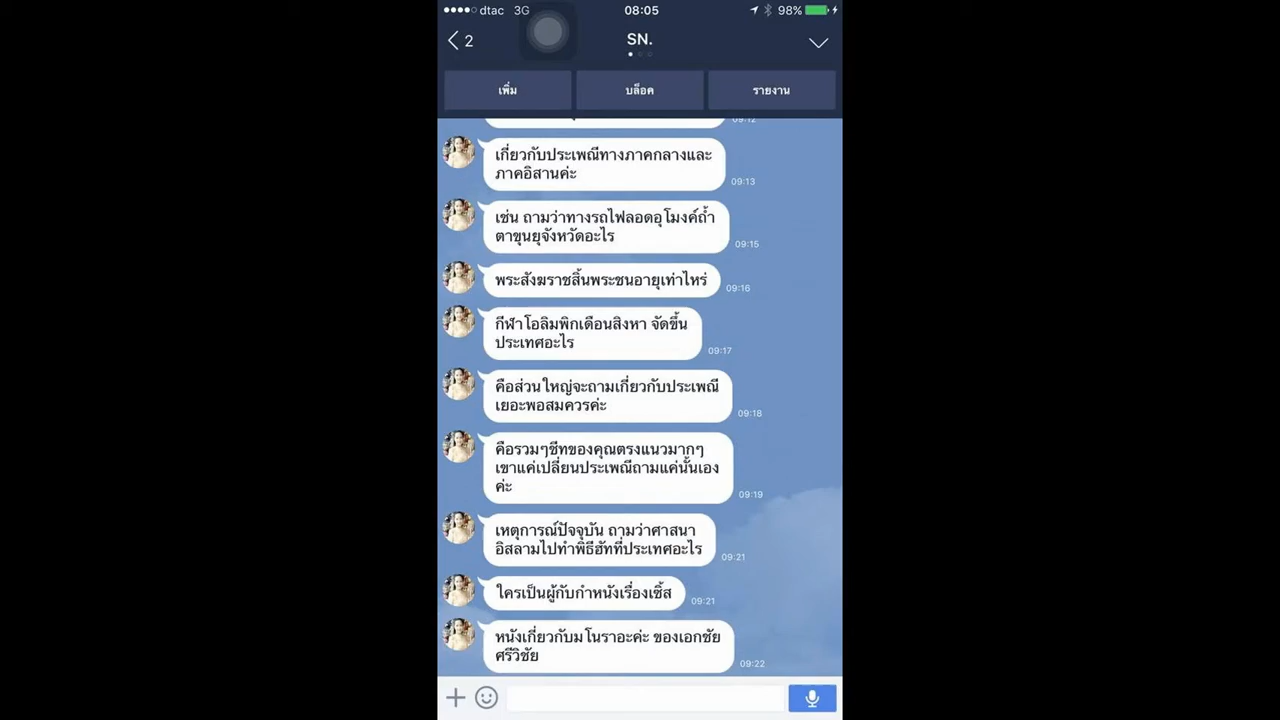 dtac 3G
08:05
98%
2
SN.
เพิ่ม
บล็อค
รายงาน
09:12
เกี่ยวกับประเพณีทางภาคกลางและ
ภาคอิสานค่ะ
09:13
เช่น ถามว่าทางรถไฟลอดอุโมงค์ถ้ำ
ตาขุนยุจังหวัดอะไร
09:15
พระสังฆราชสิ้นพระชนอายุเท่าไหร่
09:16
กีฬาโอลิมพิกเดือนสิงหา จัดขึ้น
ประเทศอะไร
09:17
คือส่วนใหญ่จะถามเกี่ยวกับประเพณี
เยอะพอสมควรค่ะ
09:18
คือรวมๆชีทของคุณตรงแนวมากๆ
เขาแค่เปลี่ยนประเพณีถามแค่นั้นเอง
ค่ะ
09:19
เหตุการณ์ปัจจุบัน ถามว่าศาสนา
อิสลามไปทำพิธีฮัทที่ประเทศอะไร
09:21
ใครเป็นผู้กับกำหนังเรื่องเซิ้ส
09:21
หนังเกี่ยวกับมโนราอะค่ะ ของเอกชัย
ศรีวิชัย
09:22